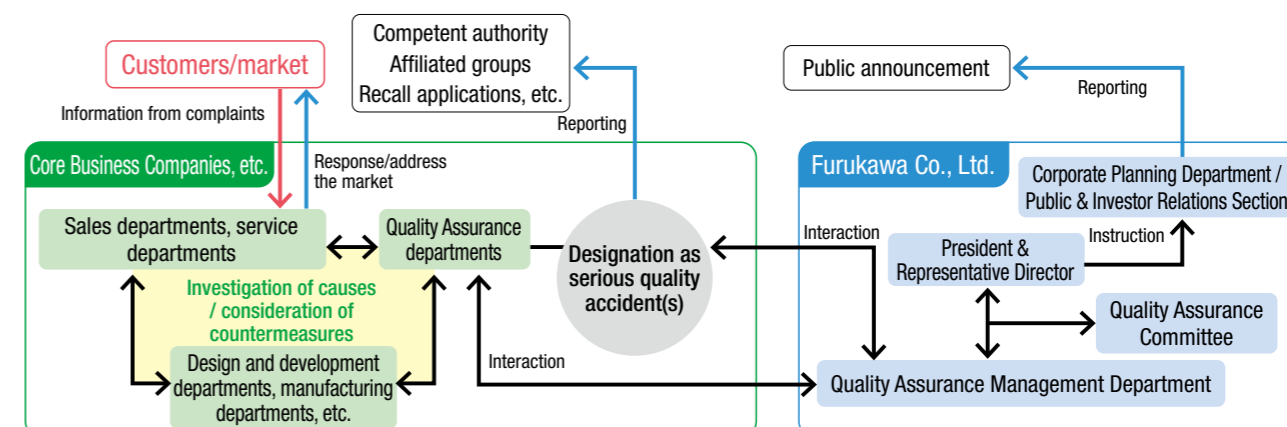 Customers/market
Competent authority
Affiliated groups
Recall applications, etc.
Public announcement
Information from complaints
Reporting
Reporting
Core Business Companies, etc.
Response/address
the market
Furukawa Co., Ltd.
Corporate Planning Department /
Public & Investor Relations Section
Sales departments, service
departments
Quality Assurance
departments
Designation as
serious quality
accident(s)
Interaction
President &
Representative Director
Instruction
Investigation of causes
/ consideration of
countermeasures
Quality Assurance
Committee
Design and development
departments, manufacturing
departments, etc.
Interaction
Quality Assurance Management Department